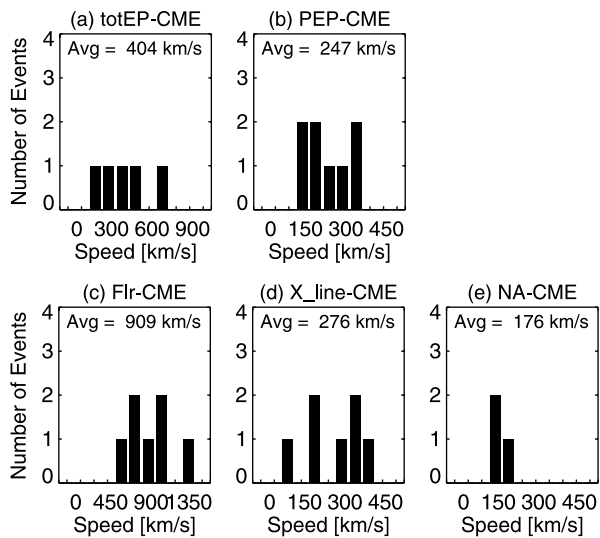 (a) totEP-CME (b) PEP-CME
4 Avg = 404 km/s 4 Avg = 247 km/s
3 3
2 2
1 1
0 0
Number of Events
0 300 600 900 0 150 300 450
Speed [km/s] Speed [km/s]
(c) Flr-CME (d) X_line-CME (e) NA-CME
4 Avg = 909 km/s 4 Avg = 276 km/s 4 Avg = 176 km/s
3 3 3
2 2 2
1 1 1
0 0 0
Number of Events
0 450 900 1350 0 150 300 450 0 150 300 450
Speed [km/s] Speed [km/s] Speed [km/s]